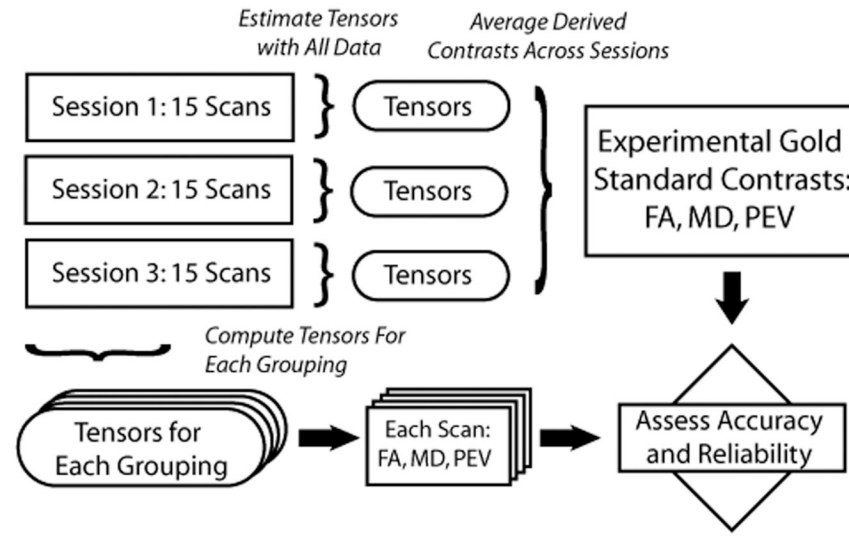 Estimate Tensors
with All Data
Average Derived
Contrasts Across Sessions
Session 1: 15 Scans
Tensors
Session 2: 15 Scans
Tensors
Session 3: 15 Scans
Tensors
Experimental Gold
Standard Contrasts:
FA, MD, PEV
Compute Tensors For
Each Grouping
Tensors for
Each Grouping
Each Scan:
FA, MD, PEV
Assess Accuracy
and Reliability